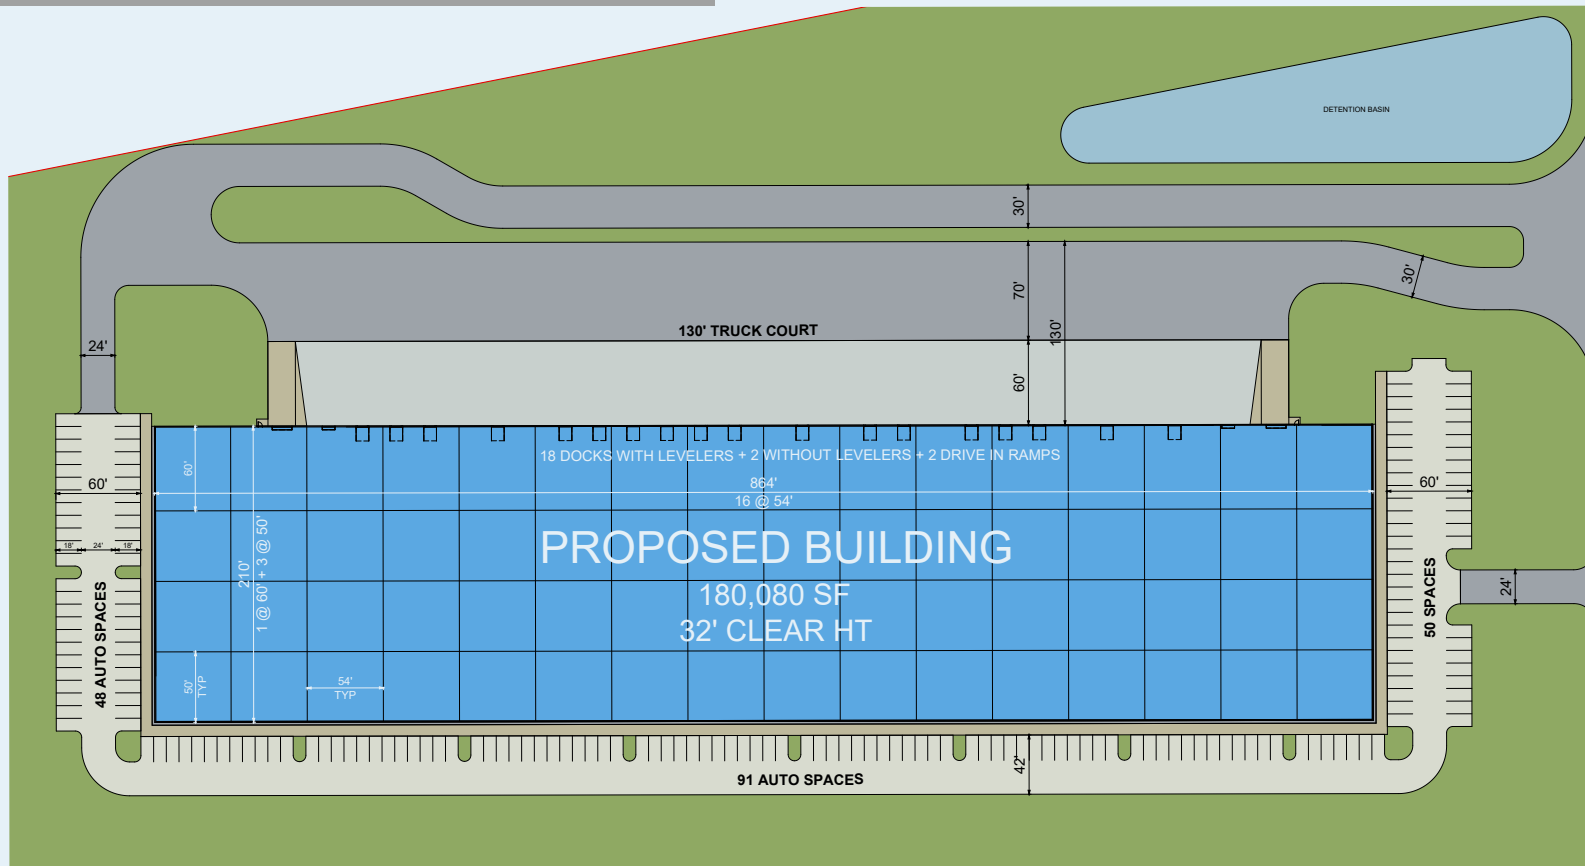 DETENTION BASIN
30'
30'
70'
130'
130' TRUCK COURT
24'
60'
18 DOCKS WITH LEVELERS + 2 WITHOUT LEVELERS + 2 DRIVE IN RAMPS
60'
864'
16 @ 54'
60'
60'
PROPOSED BUILDING
180,080 SF
32' CLEAR HT
210'
1 @ 60' + 3 @ 50'
18'
24'
18'
24'
48 AUTO SPACES
50 SPACES
50'
TYP
54'
TYP
42'
91 AUTO SPACES